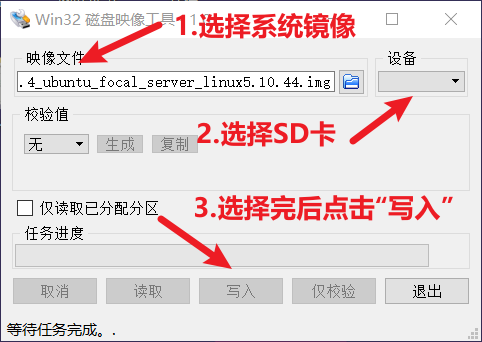 Win32 磁盘映像工具
1.选择系统镜像
映像文件
设备
.4_ubuntu_focal_server_linux5.10.44.img
校验值
无
生成
复制
2.选择SD卡
仅读取已分配分区
3.选择完后点击“写入”
任务进度
取消
读取
写入
仅校验
退出
等待任务完成。.